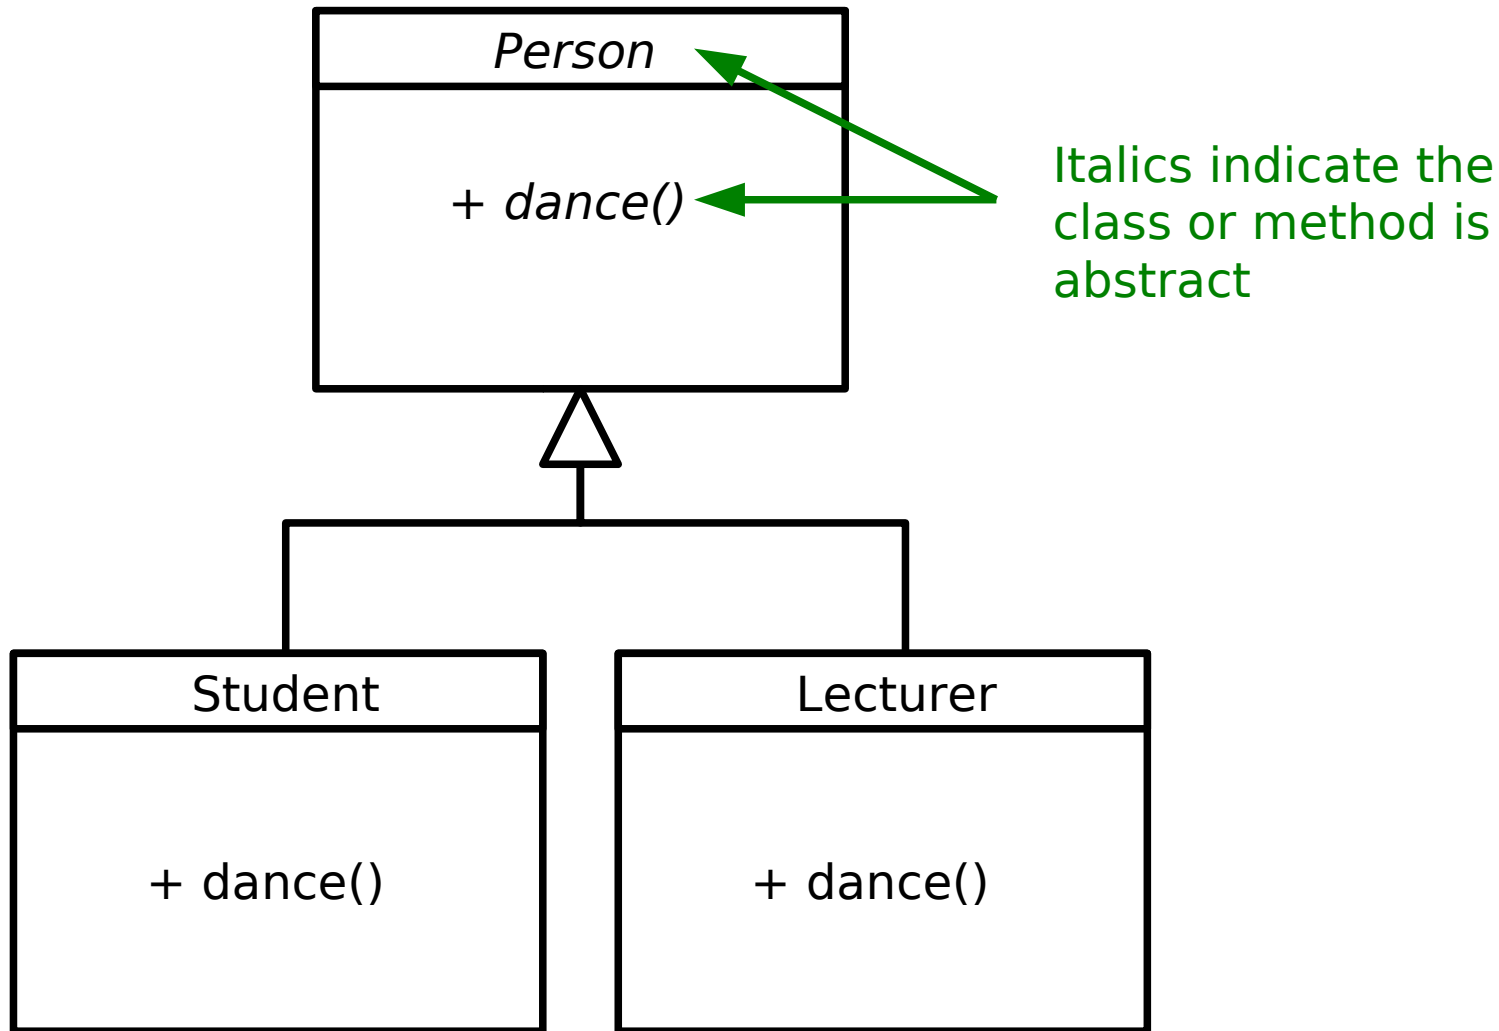 Person
+ dance()
Italics indicate the
class or method is
abstract
Student
Lecturer
+ dance()
+ dance()